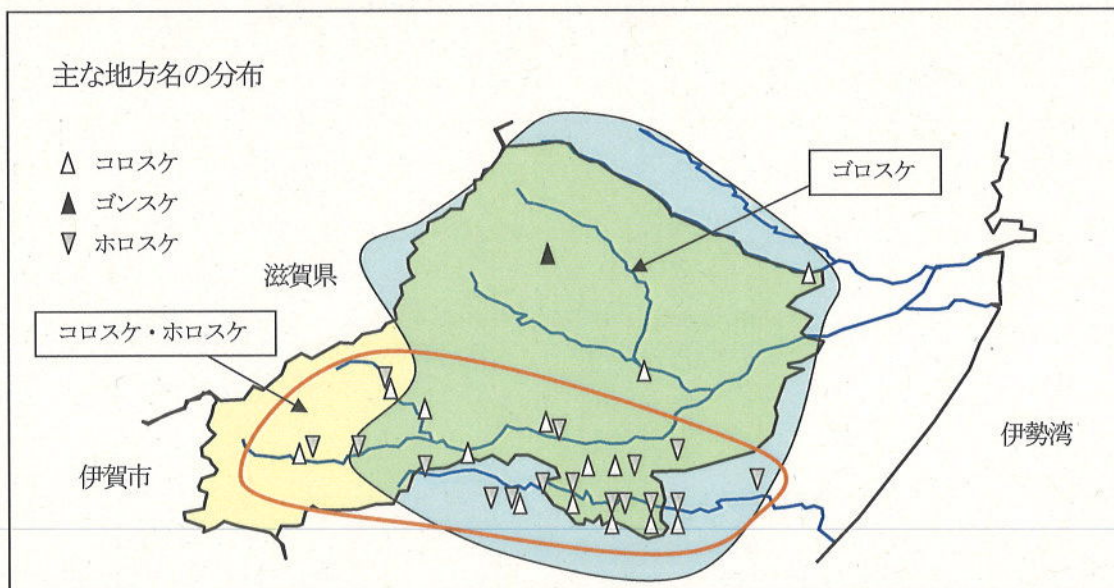 主な地方名の分布
コロスケ
ゴンスケ
ホロスケ
ゴロスケ
滋賀県
コロスケ・ホロスケ
伊賀市
伊勢湾